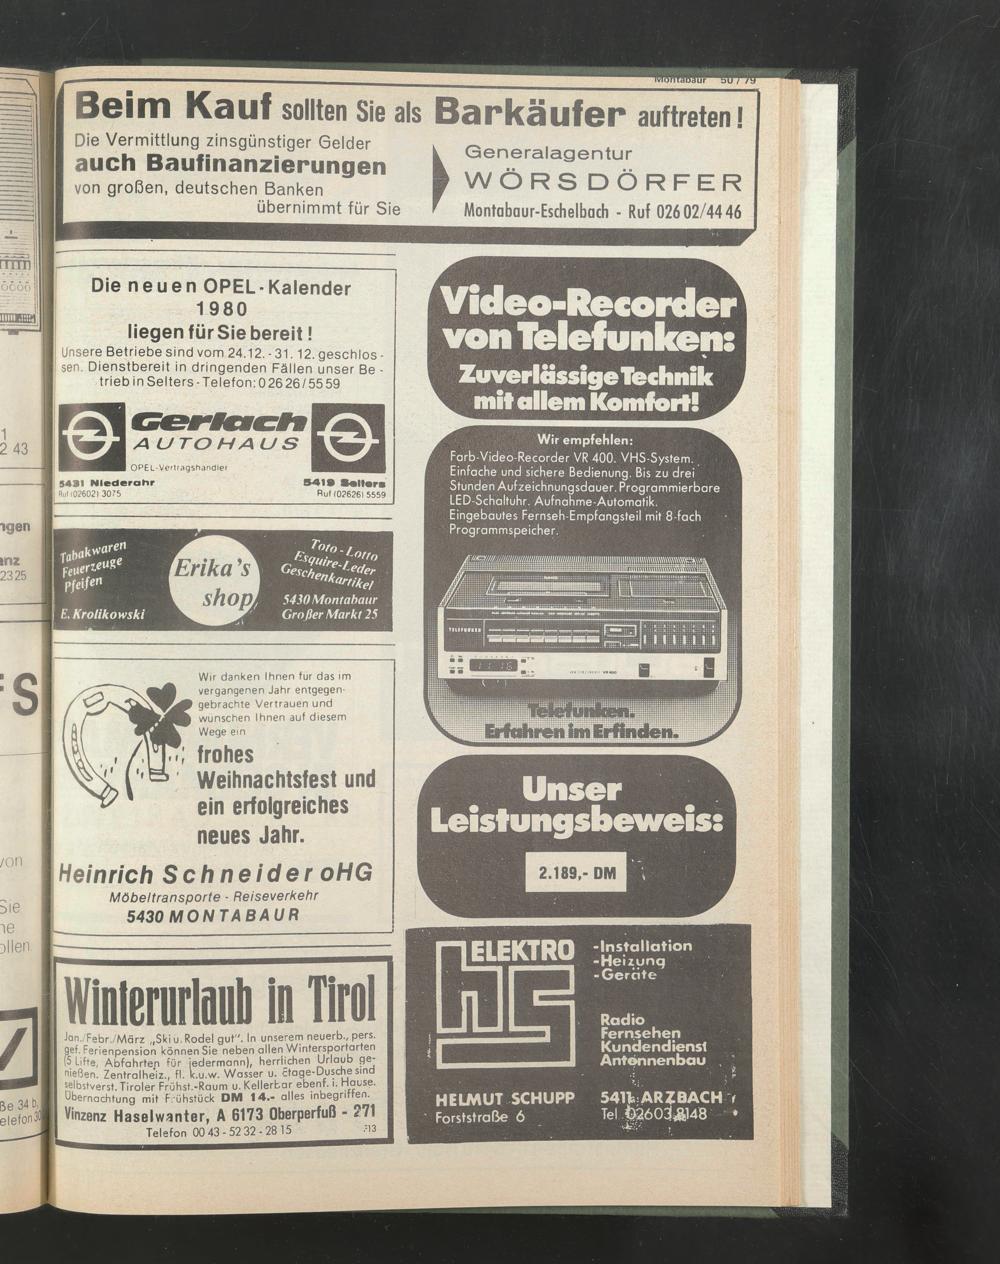 Montabaur 50 / 79
Beim Kauf sollten Sie als Barkäufer auftreten !
Die Vermittlung zinsgünstiger Gelder
auch Baufinanzierungen
von großen, deutschen Banken
übernimmt für Sie
Generalagentur
WÖRSDÖRFER
Montabaur-Eschelbach - Ruf 026 02/44 46
Die neuen OPEL - Kalender
1980
liegen für Sie bereit !
Unsere Betriebe sind vom 24.12. - 31. 12. geschlos -
sen. Dienstbereit in dringenden Fällen unser Be -
trieb in Selters - Telefon: 0 26 26 / 55 59
Gerlach
AUTOHAUS
OPEL-Vertragshändler
5431 Niederahr
Ruf (02602) 3075
5419 Selters
Ruf (02626) 5559
Tabakwaren
Feuerzeuge
Pfeifen
E. Krolikowski
Erika's
shop
Toto - Lotto
Esquire-Leder
Geschenkartikel
5430 Montabaur
Großer Markt 25
Wir danken Ihnen für das im
vergangenen Jahr entgegen-
gebrachte Vertrauen und
wünschen Ihnen auf diesem
Wege ein
frohes
Weihnachtsfest und
ein erfolgreiches
neues Jahr.
Heinrich Schneider oHG
Möbeltransporte - Reiseverkehr
5430 MONTABAUR
Winterurlaub in Tirol
Jan./Febr./März „Ski u. Rodel gut“. In unserem neuerb., pers.
gef. Ferienpension können Sie neben allen Wintersportarten
(5 Lifte, Abfahrten für jedermann), herrlichen Urlaub ge-
nießen. Zentralheiz., fl. k.u.w. Wasser u. Etage-Dusche sind
selbstverst. Tiroler Frühst.-Raum u. Kellerbar ebenf. i. Hause.
Übernachtung mit Frühstück DM 14.- alles inbegriffen.
Vinzenz Haselwanter, A 6173 Oberperfuß - 271
Telefon 00 43 - 52 32 - 28 15
Video-Recorder
von Telefunken:
Zuverlässige Technik
mit allem Komfort!
Wir empfehlen:
Farb-Video-Recorder VR 400. VHS-System.
Einfache und sichere Bedienung. Bis zu drei
Stunden Aufzeichnungsdauer. Programmierbare
LED-Schaltuhr. Aufnahme-Automatik.
Eingebautes Fernseh-Empfangsteil mit 8-fach
Programmspeicher.
TELEFUNKEN
Telefunken.
Erfahren im Erfinden.
Unser
Leistungsbeweis:
2.189,- DM
ELEKTRO
hS
-Installation
-Heizung
-Geräte
Radio
Fernsehen
Kundendienst
Antennenbau
HELMUT SCHUPP
Forststraße 6
5411 ARZBACH
Tel. 02603 8148